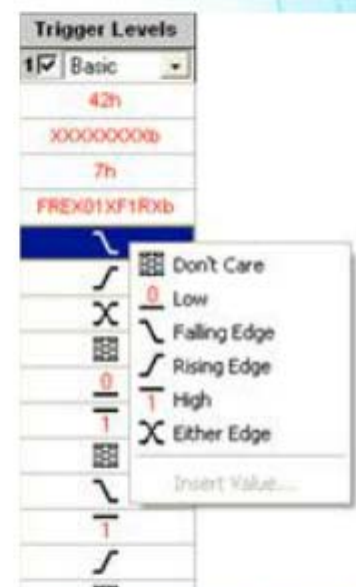 Trigger Levels
1 Basic
42h
XXXXXXXXb
7h
FREX01XF1RXb
Don't Care
0 Low
Falling Edge
Rising Edge
1 High
Either Edge
0
1
Insert Value...
1